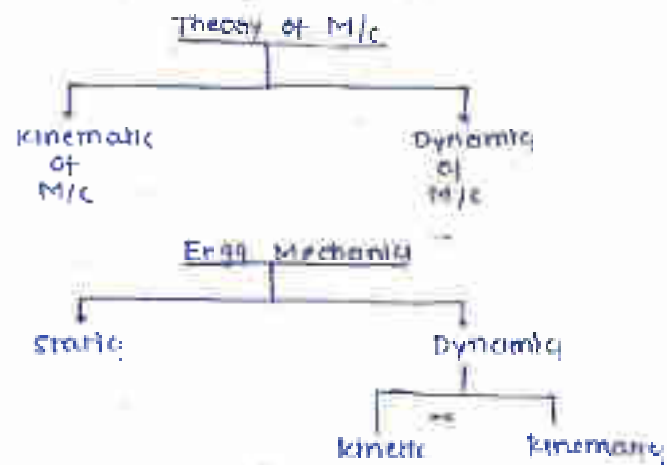 Theory of M/c
Kinematic Dynamic
of of
M/c M/c
Engg Mechanics
Static Dynamic
Kinetic Kinematic